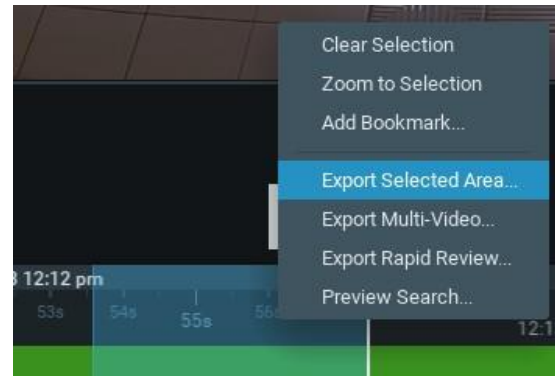 Clear Selection
Zoom to Selection
Add Bookmark...
Export Selected Area...
Export Multi-Video...
Export Rapid Review...
Preview Search...
12:12 pm
53s 54s 55s